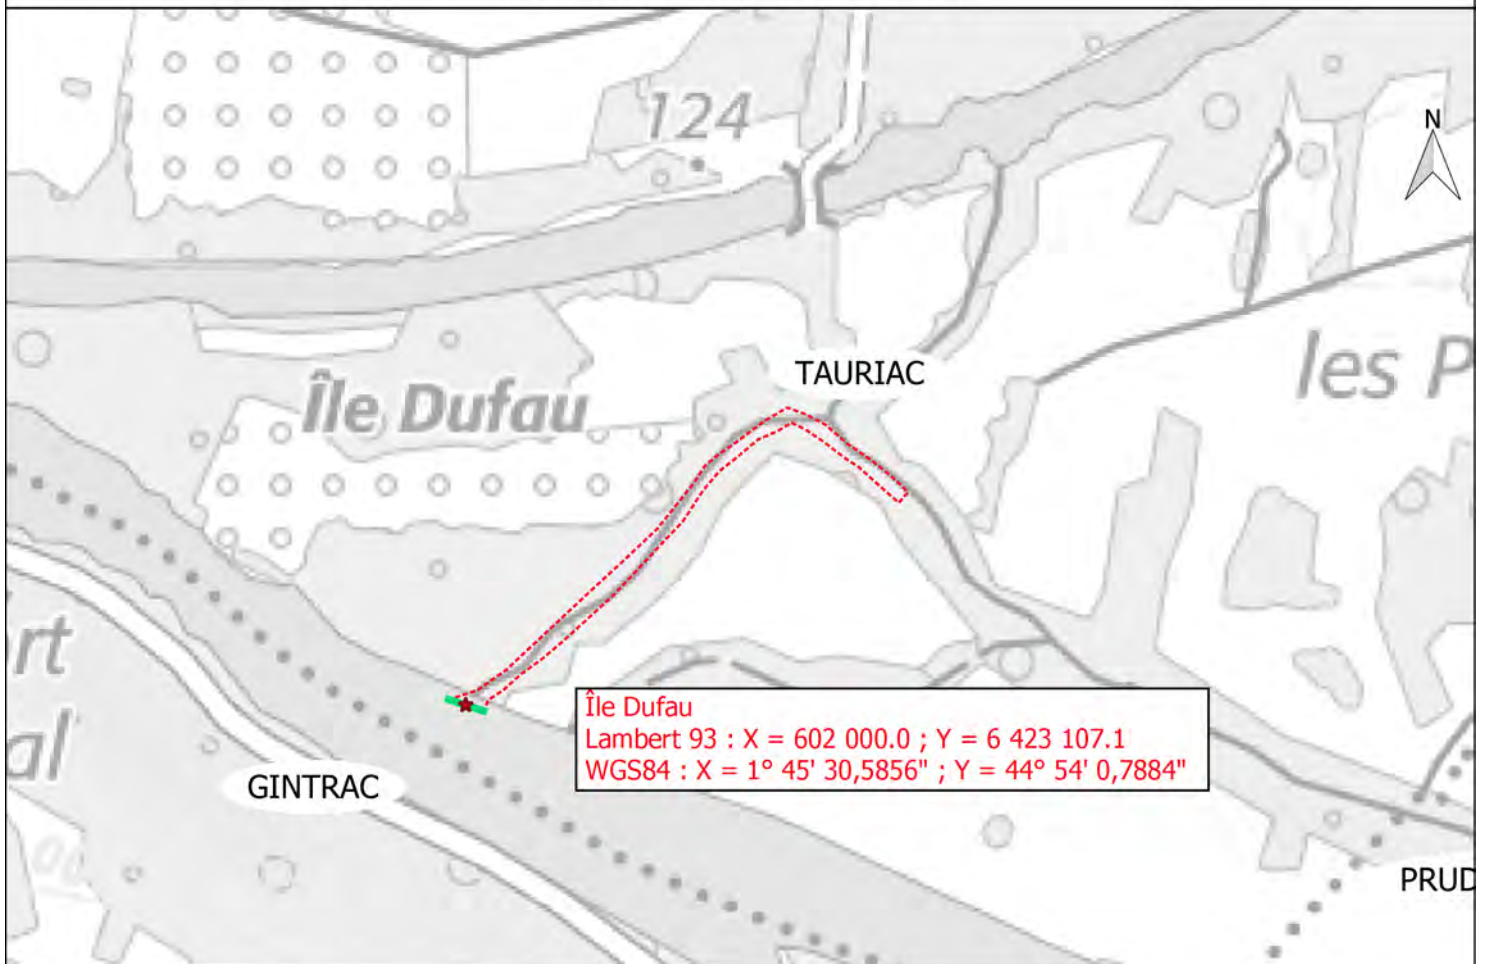 124
N
les P
TAURIAC
Île Dufau
rt
al
Île Dufau
Lambert 93 : X = 602 000.0 ; Y = 6 423 107.1
WGS84 : X = 1° 45' 30,5856" ; Y = 44° 54' 0,7884"
GINTRAC
PRUD